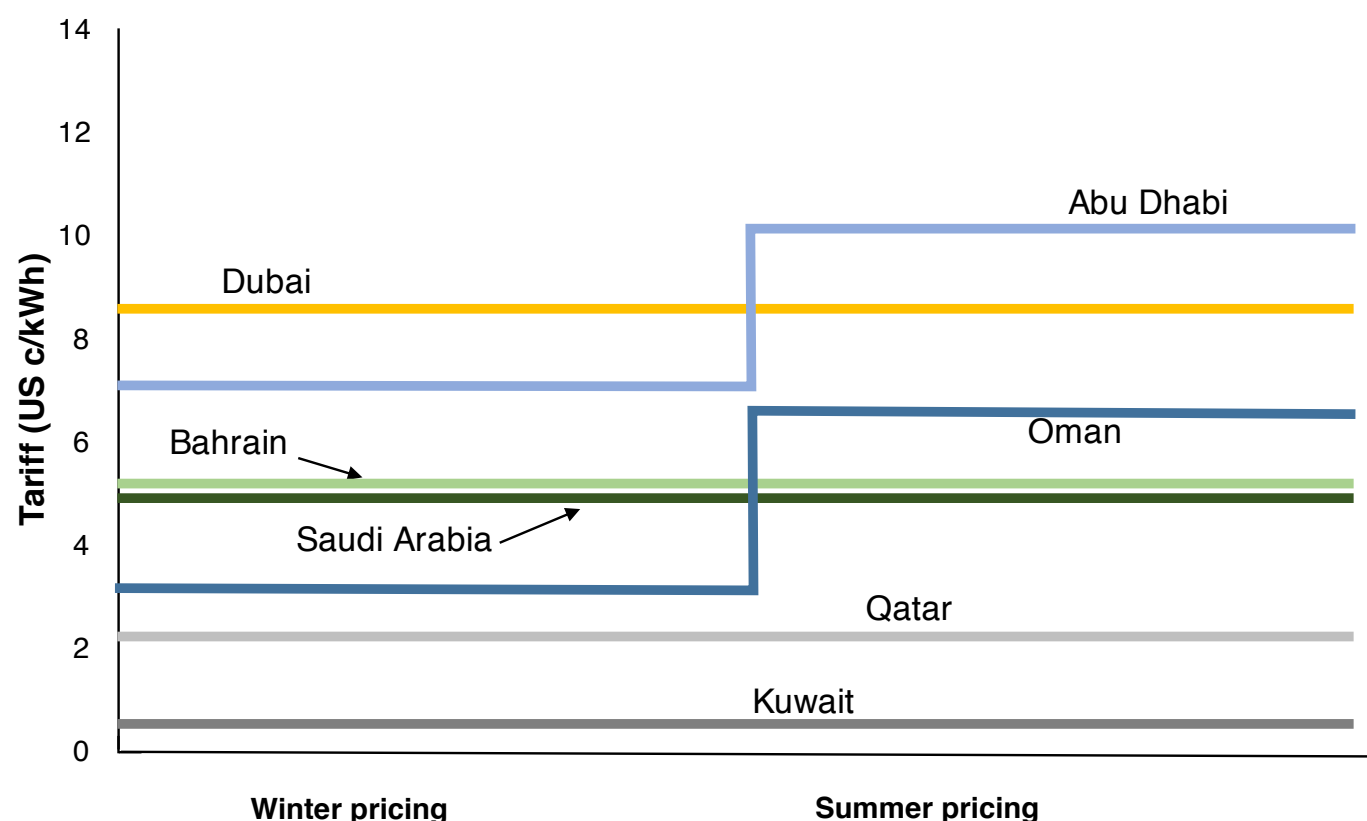 14
12
Abu Dhabi
10
Dubai
8
Tariff (US c/kWh)
Bahrain
6
Oman
Saudi Arabia
4
Qatar
2
Kuwait
0
Winter pricing
Summer pricing